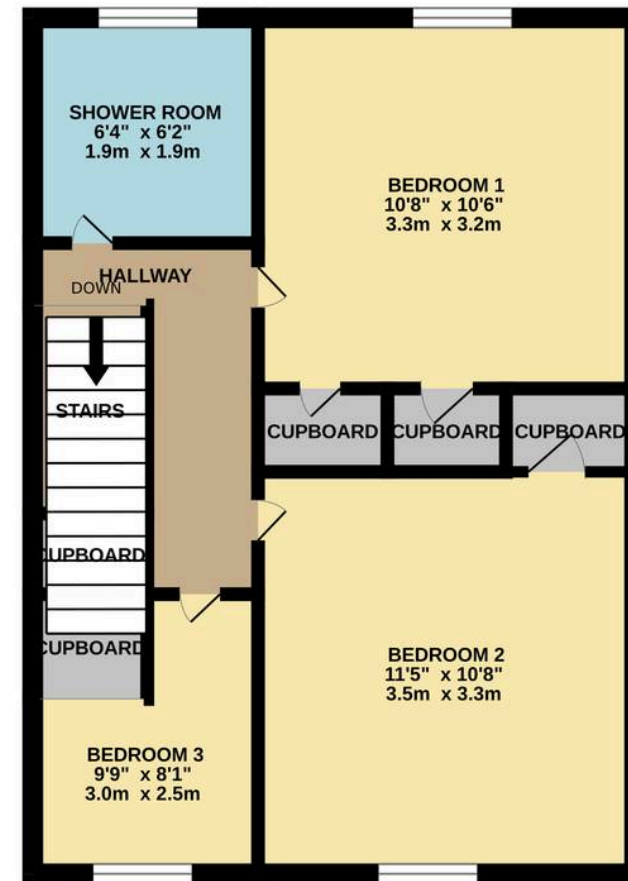 SHOWER ROOM
6'4" x 6'2"
1.9m x 1.9m
BEDROOM 1
10'8" x 10'6"
3.3m x 3.2m
HALLWAY
DOWN
STAIRS
CUPBOARD
CUPBOARD
CUPBOARD
CUPBOARD
CUPBOARD
BEDROOM 2
11'5" x 10'8"
3.5m x 3.3m
BEDROOM 3
9'9" x 8'1"
3.0m x 2.5m